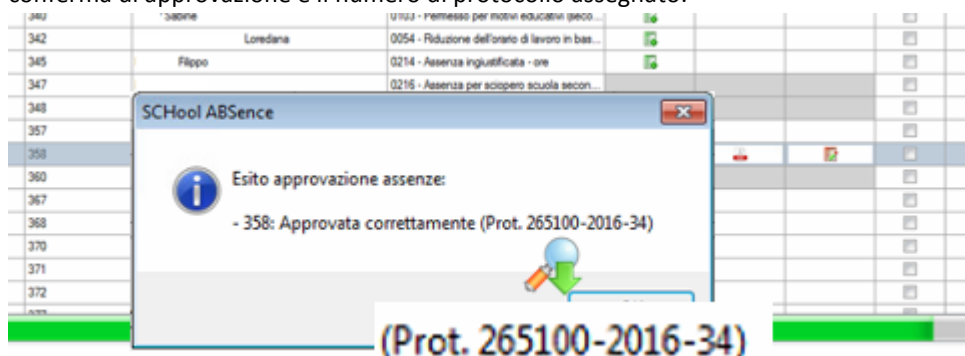 conferma di approvazione e il numero di protocollo assegnato.
340 Sabine 0103 - Permesso per motivi educativi (seco...
342 Loredana 0054 - Riduzione dell'orario di lavoro in bas...
345 Filippo 0214 - Assenza ingiustificata - ore
347 0216 - Assenza per sciopero scuola secon...
348
SCHool ABSence
357
358
360
Esito approvazione assenze:
367
368
- 358: Approvata correttamente (Prot. 265100-2016-34)
370
371
372
(Prot. 265100-2016-34)